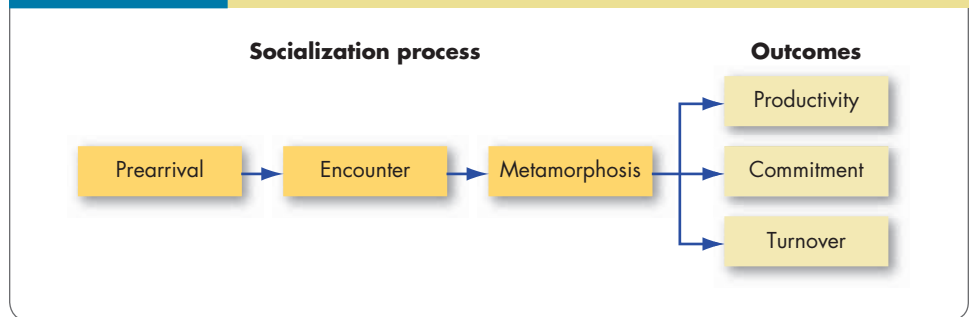 Socialization process
Outcomes
Prearrival
Encounter
Metamorphosis
Productivity
Commitment
Turnover